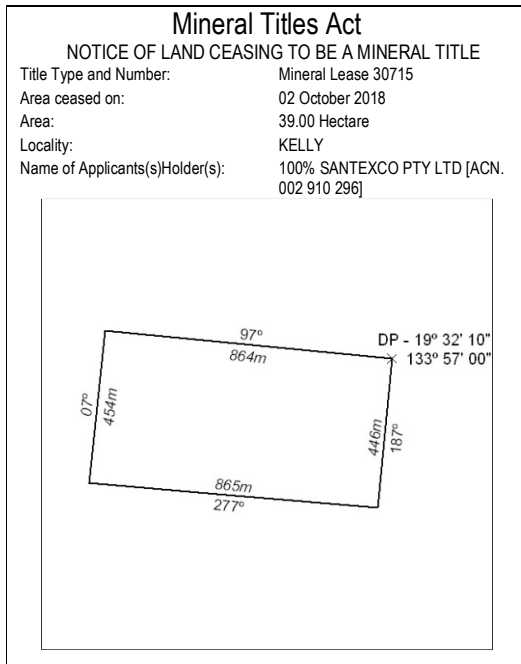 Mineral Titles Act
NOTICE OF LAND CEASING TO BE A MINERAL TITLE
Title Type and Number: Mineral Lease 30715
Area ceased on: 02 October 2018
Area: 39.00 Hectare
Locality: KELLY
Name of Applicants(s)Holder(s): 100% SANTEXCO PTY LTD [ACN.
002 910 296]
97º
864m
DP - 19º 32' 10"
133º 57' 00"
07º
454m
446m
187º
865m
277º